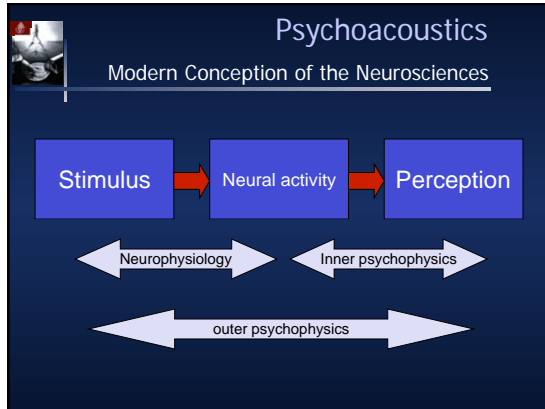 Psychoacoustics
Modern Conception of the Neurosciences
Stimulus
Neural activity
Perception
Neurophysiology
Inner psychophysics
outer psychophysics